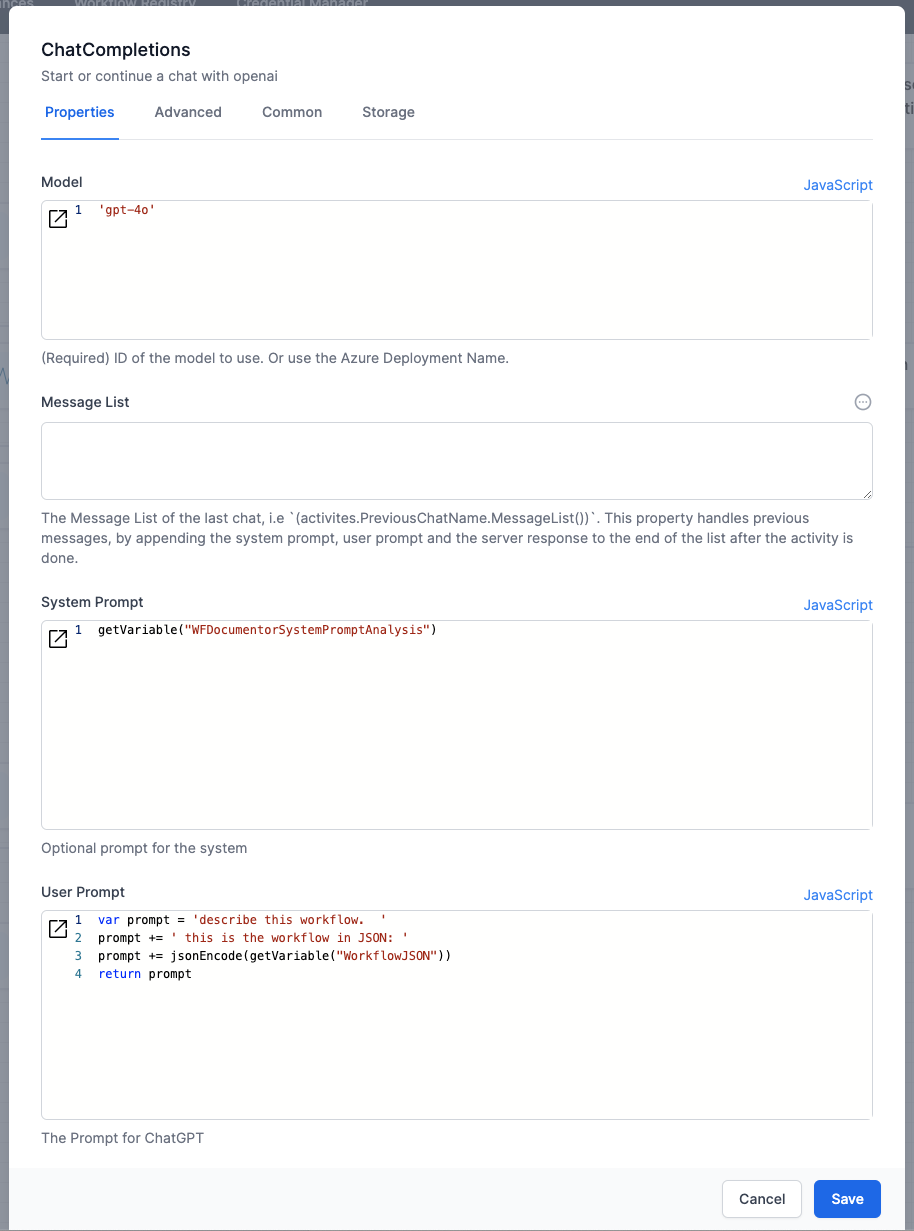 Workflow Registry
Credential Manager
ChatCompletions
Start or continue a chat with openai
Properties
Advanced
Common
Storage
Model
JavaScript
1 'gpt-4o'
(Required) ID of the model to use. Or use the Azure Deployment Name.
Message List
The Message List of the last chat, i.e `(activites.PreviousChatName.MessageList())`. This property handles previous
messages, by appending the system prompt, user prompt and the server response to the end of the list after the activity is
done.
System Prompt
JavaScript
1 getVariable("WFDocumentorSystemPromptAnalysis")
Optional prompt for the system
User Prompt
JavaScript
1 var prompt = 'describe this workflow.  '
2 prompt += ' this is the workflow in JSON: '
3 prompt += jsonEncode(getVariable("WorkflowJSON"))
4 return prompt
The Prompt for ChatGPT
Cancel
Save